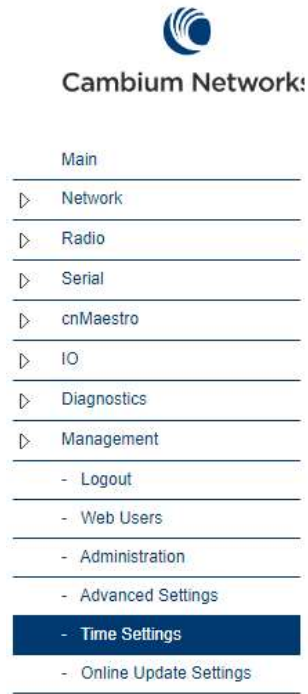 Cambium Networks
Main
Network
Radio
Serial
cnMaestro
IO
Diagnostics
Management
- Logout
- Web Users
- Administration
- Advanced Settings
- Time Settings
- Online Update Settings